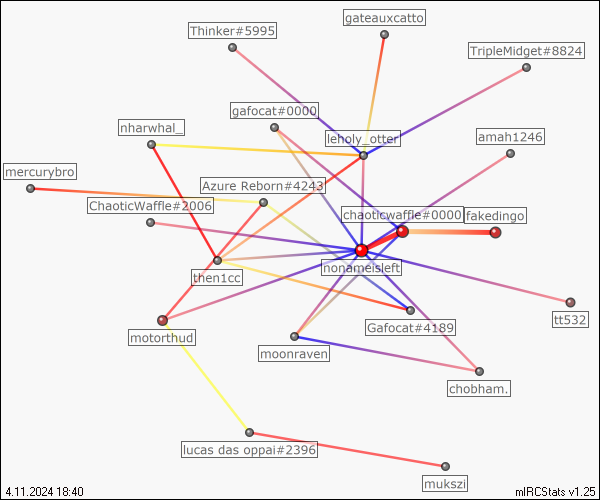 gateauxcatto
Thinker#5995
TripleMidget#8824
gafocat#0000
nharwhal_
leholy_otter
amah1246
mercurybro
Azure Reborn#4243
ChaoticWaffle#2006
chaoticwaffle#0000
fakedingo
nonameisleft
then1cc
tt532
Gafocat#4189
motorthud
moonraven
chobham.
lucas das oppai#2396
mukszi
4.11.2024 18:40
mIRCStats v1.25